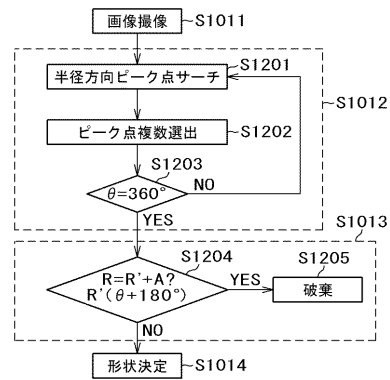 画像撮像 S1011
S1201
半径方向ピーク点サーチ
S1012
ピーク点複数選出 S1202
S1203
θ=360° NO
YES
S1013
S1204
S1205
R=R'+A? YES
R'(θ+180°)
破棄
NO
形状決定 S1014